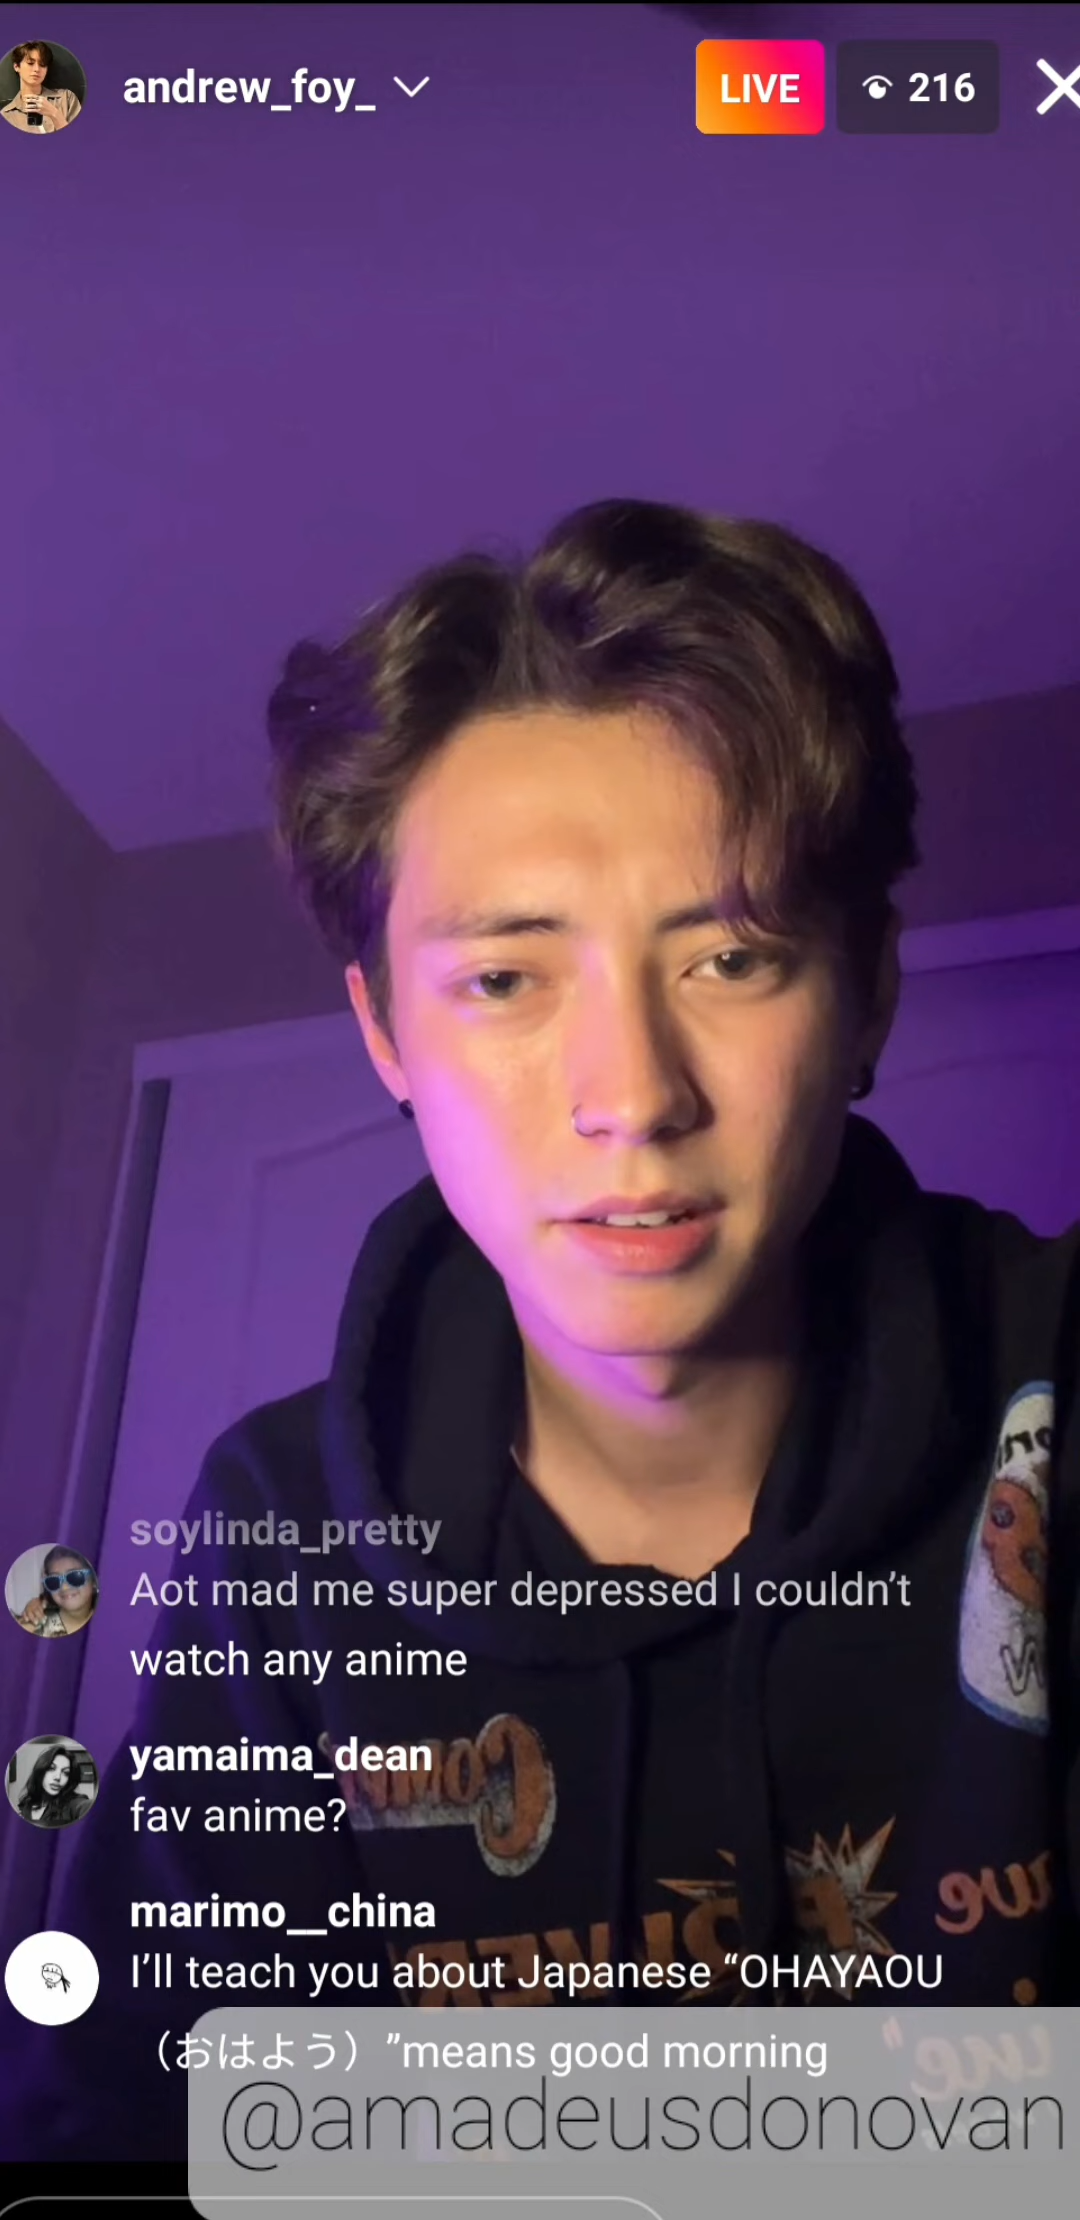 andrew_foy_
LIVE
216
soylinda_pretty
Aot mad me super depressed I couldn't
watch any anime
yamaima_dean
fav anime?
marimo__china
I'll teach you about Japanese “OHAYAOU
（おはよう）”means good morning
@amadeusdonovan